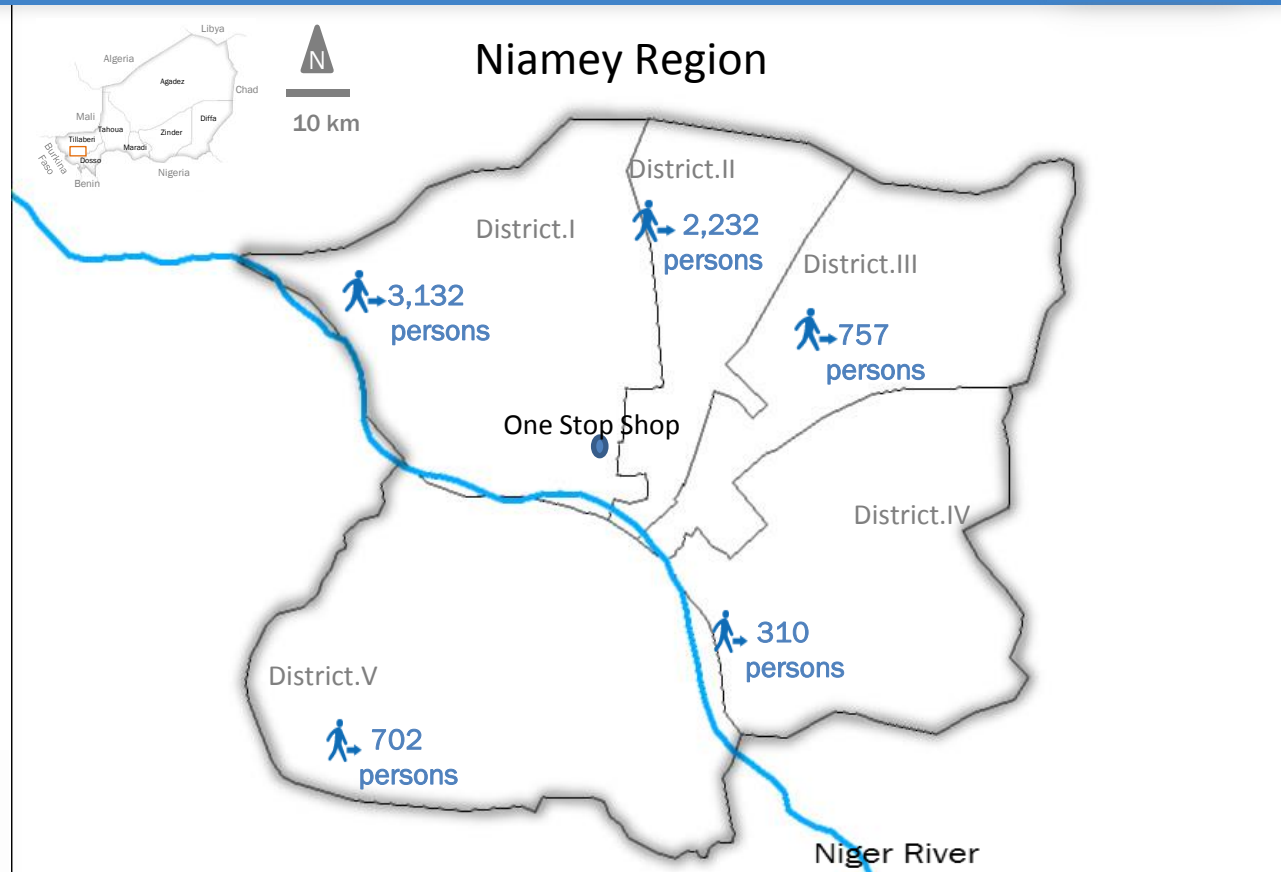 Niamey Region
Libya
Algeria
N
Agadez
Chad
Mali
Diffa
10 km
Tahoua
Zinder
Tillaberi
Maradi
Burkina
Faso
Dosso
Nigeria
Benin
District.II
District.I
2,232
persons
District.III
3,132
persons
757
persons
One Stop Shop
District.IV
310
persons
District.V
702
persons
Niger River